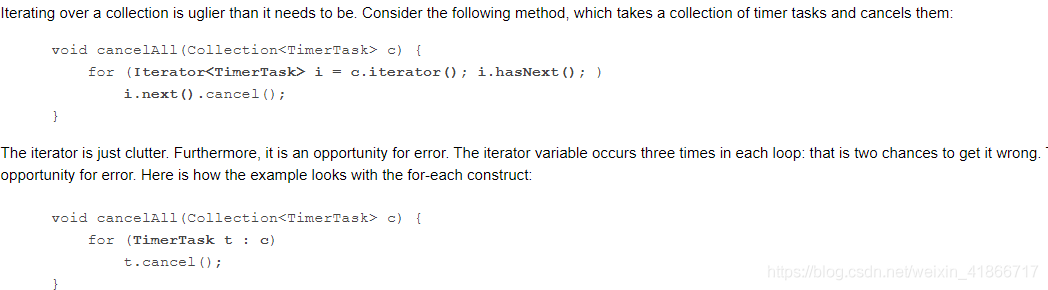 Iterating over a collection is uglier than it needs to be. Consider the following method, which takes a collection of timer tasks and cancels them:
void cancelAll(Collection<TimerTask> c) {
for (Iterator<TimerTask> i = c.iterator(); i.hasNext(); )
i.next().cancel();
}
The iterator is just clutter. Furthermore, it is an opportunity for error. The iterator variable occurs three times in each loop: that is two chances to get it wrong.
opportunity for error. Here is how the example looks with the for-each construct:
void cancelAll(Collection<TimerTask> c) {
for (TimerTask t : c)
t.cancel();
}
https://blog.csdn.net/weixin_41866717